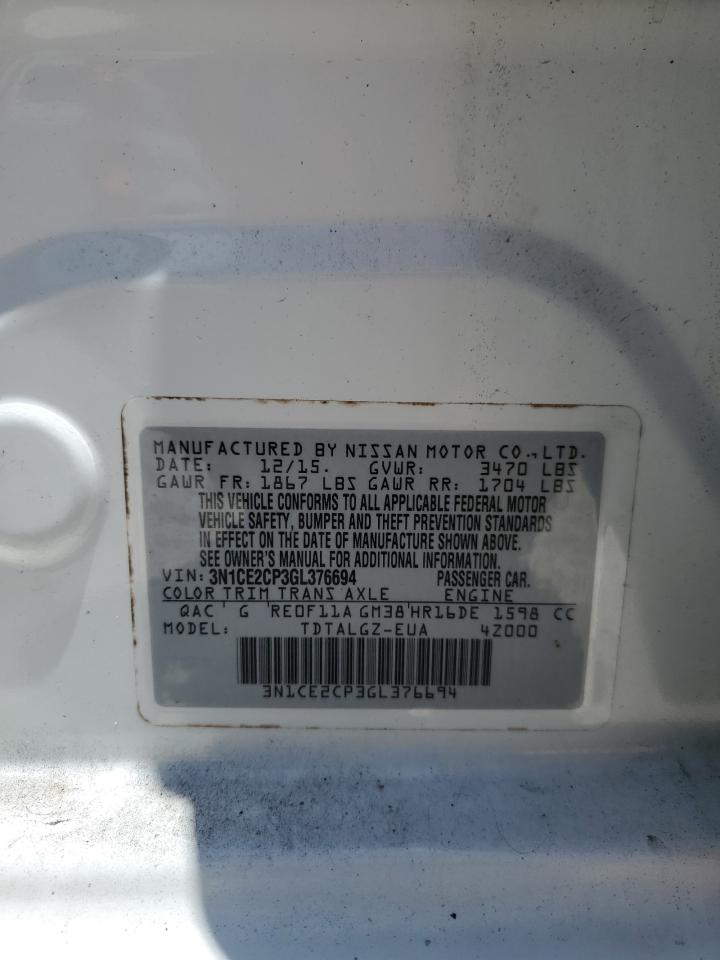 MANUFACTURED BY NISSAN MOTOR CO., LTD.
DATE: 12/15. GVWR: 3470 LBS
GAWR FR: 1867 LBS GAWR RR: 1704 LBS
THIS VEHICLE CONFORMS TO ALL APPLICABLE FEDERAL MOTOR
VEHICLE SAFETY, BUMPER AND THEFT PREVENTION STANDARDS
IN EFFECT ON THE DATE OF MANUFACTURE SHOWN ABOVE.
SEE OWNER'S MANUAL FOR ADDITIONAL INFORMATION.
VIN: 3N1CE2CP3GL376694 PASSENGER CAR.
COLOR TRIM TRANS AXLE ENGINE
QAC G RE0F11A GM38 HR16DE 1598 CC
MODEL: TDTALGZ-EUA 4Z000
3N1CE2CP3GL376694